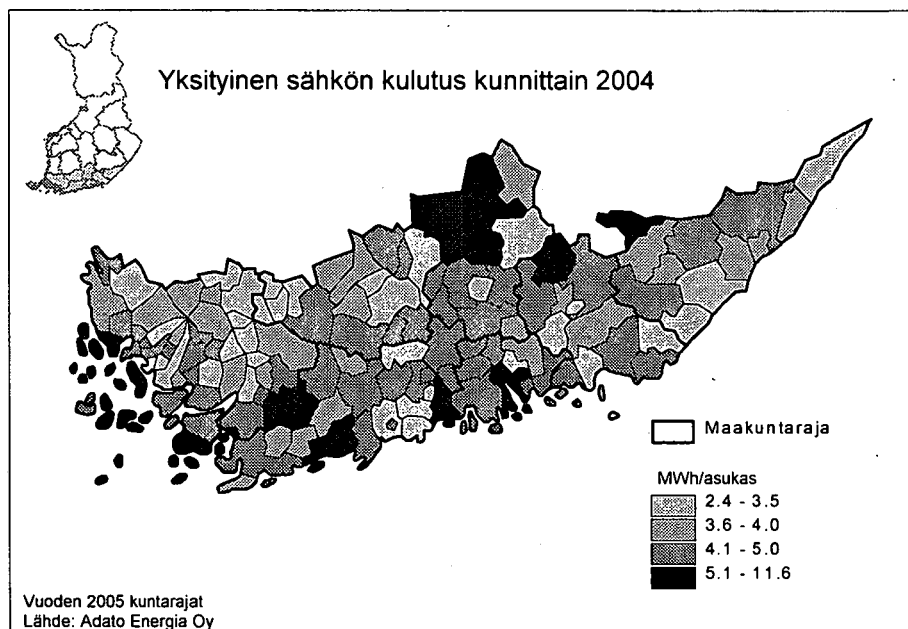 Yksityinen sähkön kulutus kunnittain 2004
Maakuntaraja
MWh/asukas
2.4 - 3.5
3.6 - 4.0
4.1 - 5.0
5.1 - 11.6
Vuoden 2005 kuntarajat
Lähde: Adato Energia Oy